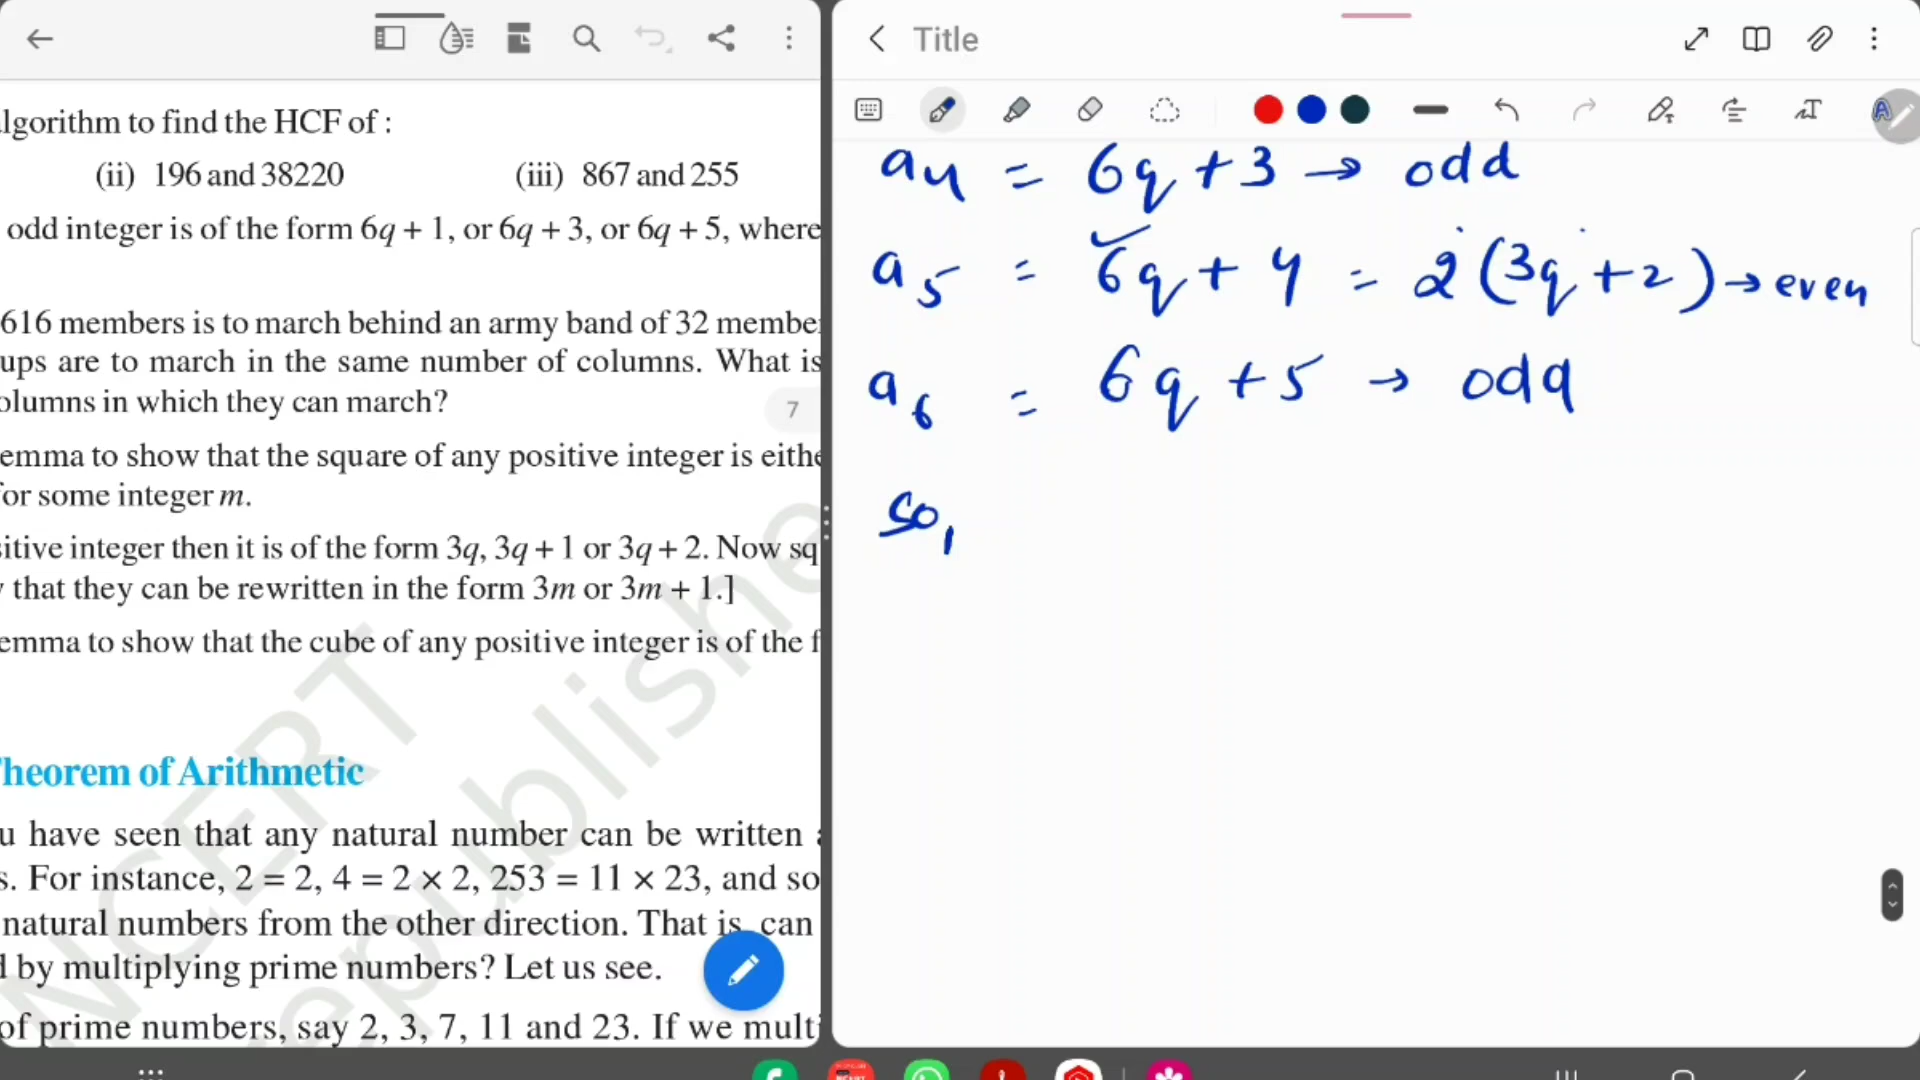 Title
lgorithm to find the HCF of :
(ii) 196 and 38220 (iii) 867 and 255
odd integer is of the form 6q + 1, or 6q + 3, or 6q + 5, where
616 members is to march behind an army band of 32 membe
ups are to march in the same number of columns. What is
olumns in which they can march?
7
emma to show that the square of any positive integer is eithe
for some integer m.
sitive integer then it is of the form 3q, 3q + 1 or 3q + 2. Now sq
that they can be rewritten in the form 3m or 3m + 1.]
emma to show that the cube of any positive integer is of the f
Theorem of Arithmetic
u have seen that any natural number can be written a
s. For instance, 2 = 2, 4 = 2 × 2, 253 = 11 × 23, and so
natural numbers from the other direction. That is, can
d by multiplying prime numbers? Let us see.
of prime numbers, say 2, 3, 7, 11 and 23. If we multi
NCERT
republishe
a4 = 6q + 3 → odd
a5 = 6q + 4 = 2(3q + 2) → even
a6 = 6q + 5 → odd
So,